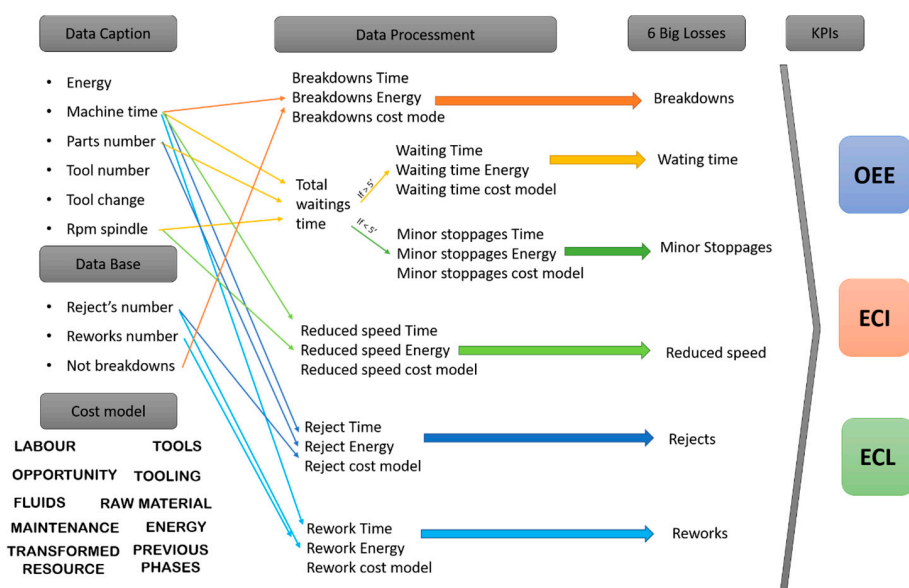 Data Caption
Data Processment
6 Big Losses
KPIs
• Energy
• Machine time
• Parts number
• Tool number
• Tool change
• Rpm spindle
Data Base
• Reject's number
• Reworks number
• Not breakdowns
Cost model
LABOUR TOOLS
OPPORTUNITY TOOLING
FLUIDS RAW MATERIAL
MAINTENANCE ENERGY
TRANSFORMED RESOURCE
PREVIOUS PHASES
Breakdowns Time
Breakdowns Energy
Breakdowns cost mode
Total
waitings
time
If > 5'
If < 5'
Waiting Time
Waiting time Energy
Waiting time cost model
Minor stoppages Time
Minor stoppages Energy
Minor stoppages cost model
Reduced speed Time
Reduced speed Energy
Reduced speed cost model
Reject Time
Reject Energy
Reject cost model
Rework Time
Rework Energy
Rework cost model
Breakdowns
Wating time
Minor Stoppages
Reduced speed
Rejects
Reworks
OEE
ECI
ECL